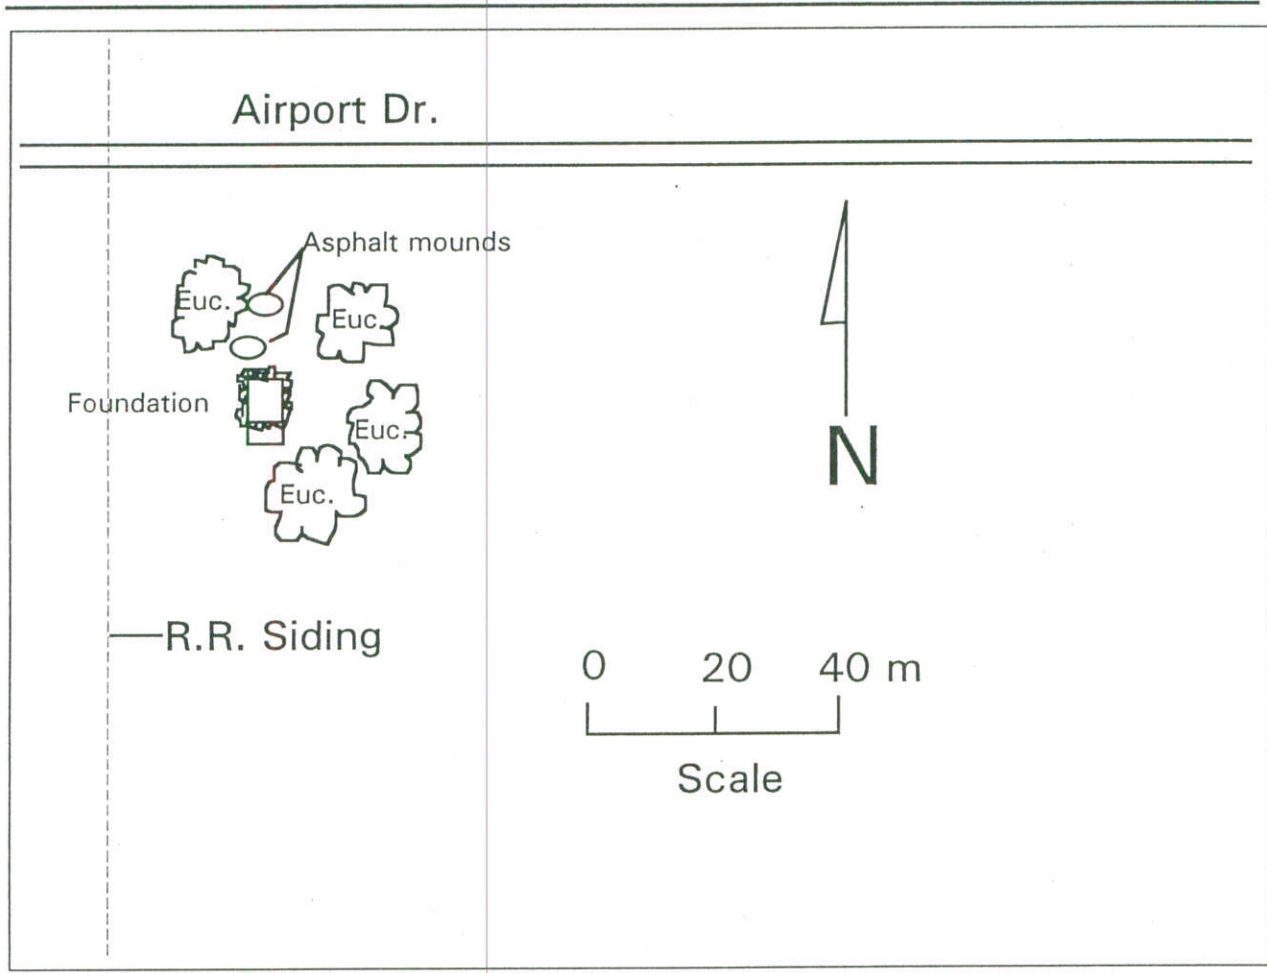 Airport Dr.
Asphalt mounds
Euc.
Euc.
Foundation
Euc.
Euc.
N
R.R. Siding
0 20 40 m
Scale